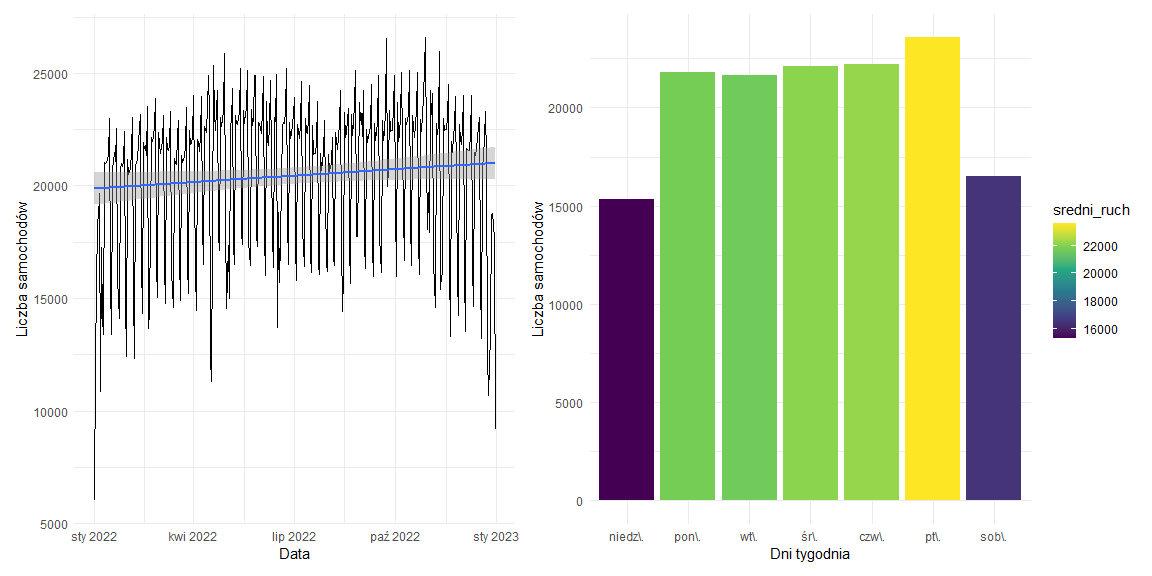 Liczba samochodów
25000
20000
15000
10000
5000
sty 2022
kwi 2022
lip 2022
paź 2022
sty 2023
Data
Liczba samochodów
20000
15000
10000
5000
0
niedz\.
pon\.
wt\.
śr\.
czw\.
pt\.
sob\.
Dni tygodnia
sredni_ruch
22000
20000
18000
16000